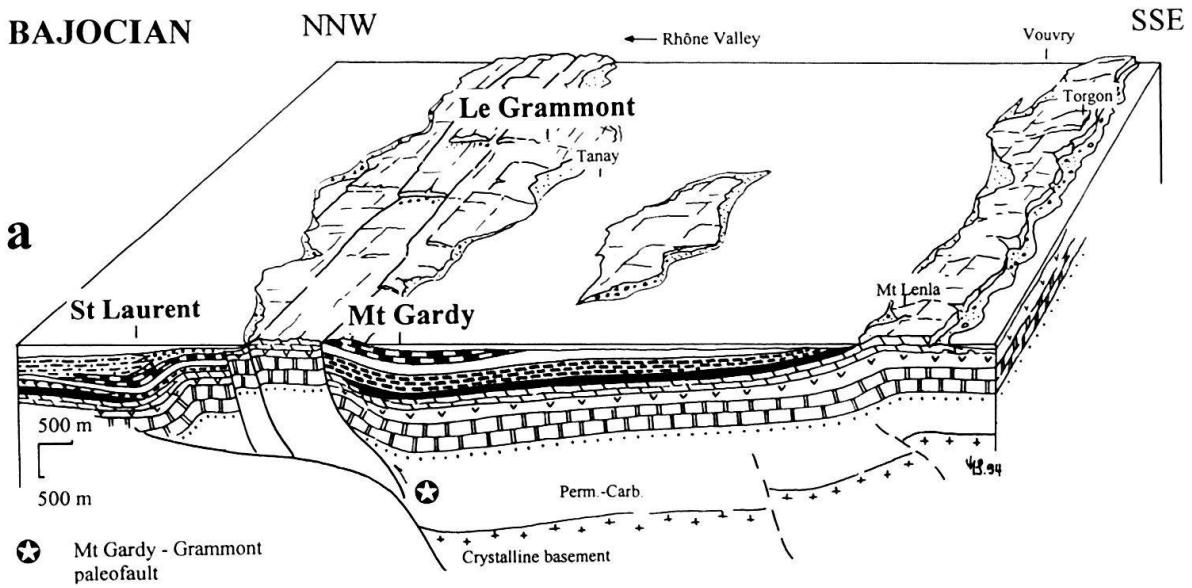 BAJOCIAN
NNW
SSE
← Rhône Valley
Vouvry
Torgon
Le Grammont
Tanay
a
St Laurent
Mt Gardy
Mt Lenla
500 m
500 m
Perm.-Carb.
Crystalline basement
Mt Gardy - Grammont
paleofault